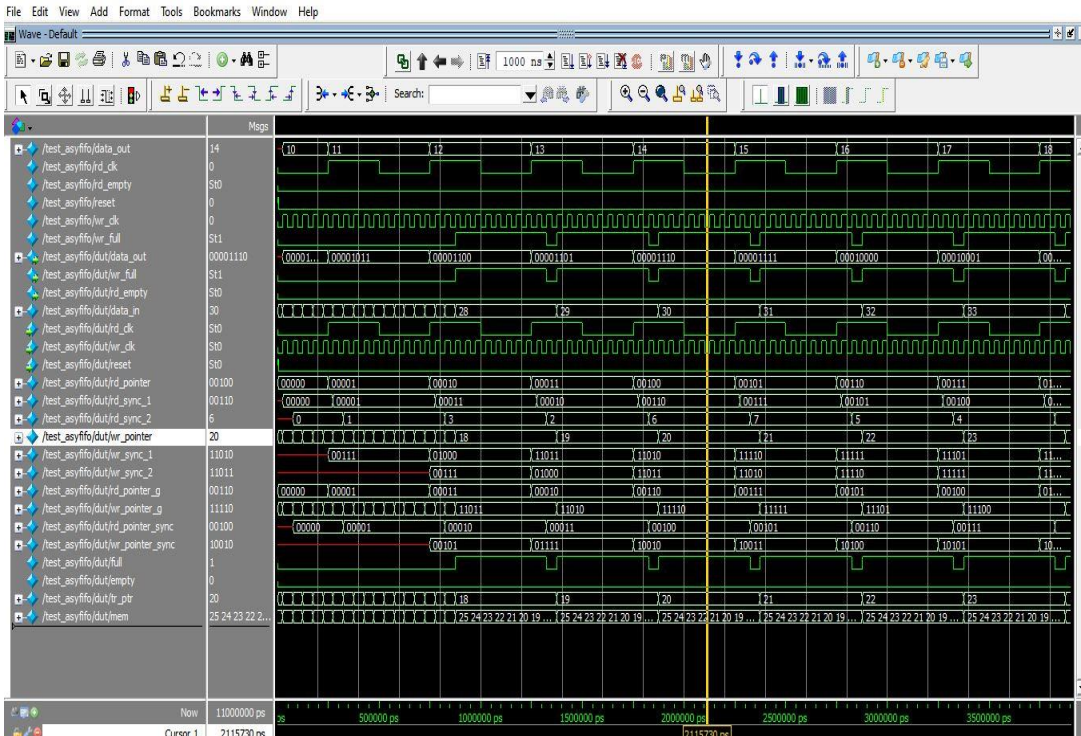 File Edit View Add Format Tools Bookmarks Window Help
Wave - Default
1000 ns
Search:
Msgs
/test_asyfifo/data_out 14 10 11 12 13 14 15 16 17 18
/test_asyfifo/rd_clk 0
/test_asyfifo/rd_empty St0
/test_asyfifo/reset 0
/test_asyfifo/wr_clk 0
/test_asyfifo/wr_full St1
/test_asyfifo/dut/data_out 00001110 00001... 00001011 00001100 00001101 00001110 00001111 00010000 00010001 00...
/test_asyfifo/dut/wr_full St1
/test_asyfifo/dut/rd_empty St0
/test_asyfifo/dut/data_in 30 28 29 30 31 32 33
/test_asyfifo/dut/rd_clk St0
/test_asyfifo/dut/wr_clk St0
/test_asyfifo/dut/reset St0
/test_asyfifo/dut/rd_pointer 00100 00000 00001 00010 00011 00100 00101 00110 00111 01...
/test_asyfifo/dut/rd_sync_1 00110 00000 00001 00011 00010 00110 00111 00101 00100 0...
/test_asyfifo/dut/rd_sync_2 6 0 1 3 2 6 7 5 4
/test_asyfifo/dut/wr_pointer 20 18 19 20 21 22 23
/test_asyfifo/dut/wr_sync_1 11010 00111 01000 11011 11010 11110 11111 11101 11...
/test_asyfifo/dut/wr_sync_2 11011 00111 01000 11011 11010 11110 11111 11...
/test_asyfifo/dut/rd_pointer_g 00110 00000 00001 00011 00010 00110 00111 00101 00100 01...
/test_asyfifo/dut/wr_pointer_g 11110 11011 11010 11110 11111 11101 11100
/test_asyfifo/dut/rd_pointer_sync 00100 00000 00001 00010 00011 00100 00101 00110 00111
/test_asyfifo/dut/wr_pointer_sync 10010 00101 01111 10010 10011 10100 10101 10...
/test_asyfifo/dut/full 1
/test_asyfifo/dut/empty 0
/test_asyfifo/dut/tr_ptr 20 18 19 20 21 22 23
/test_asyfifo/dut/mem 25 24 23 22 2... 25 24 23 22 21 20 19 ... 25 24 23 22 21 20 19 ... 25 24 23 22 21 20 19 ... 25 24 23 22 21 20 19 ... 25 24 23 22 21 20 19 ... 25 24 23 22 21 20 19 ...
Now 11000000 ps ps 500000 ps 1000000 ps 1500000 ps 2000000 ps 2500000 ps 3000000 ps 3500000 ps
Cursor 1 2115730 ps 2115730 ps